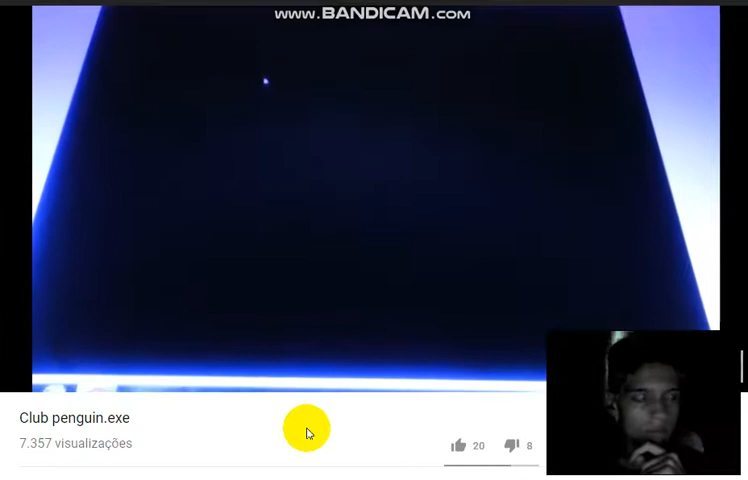 WWW.BANDICAM.COM
Club penguin.exe
7.357 visualizações
20
8